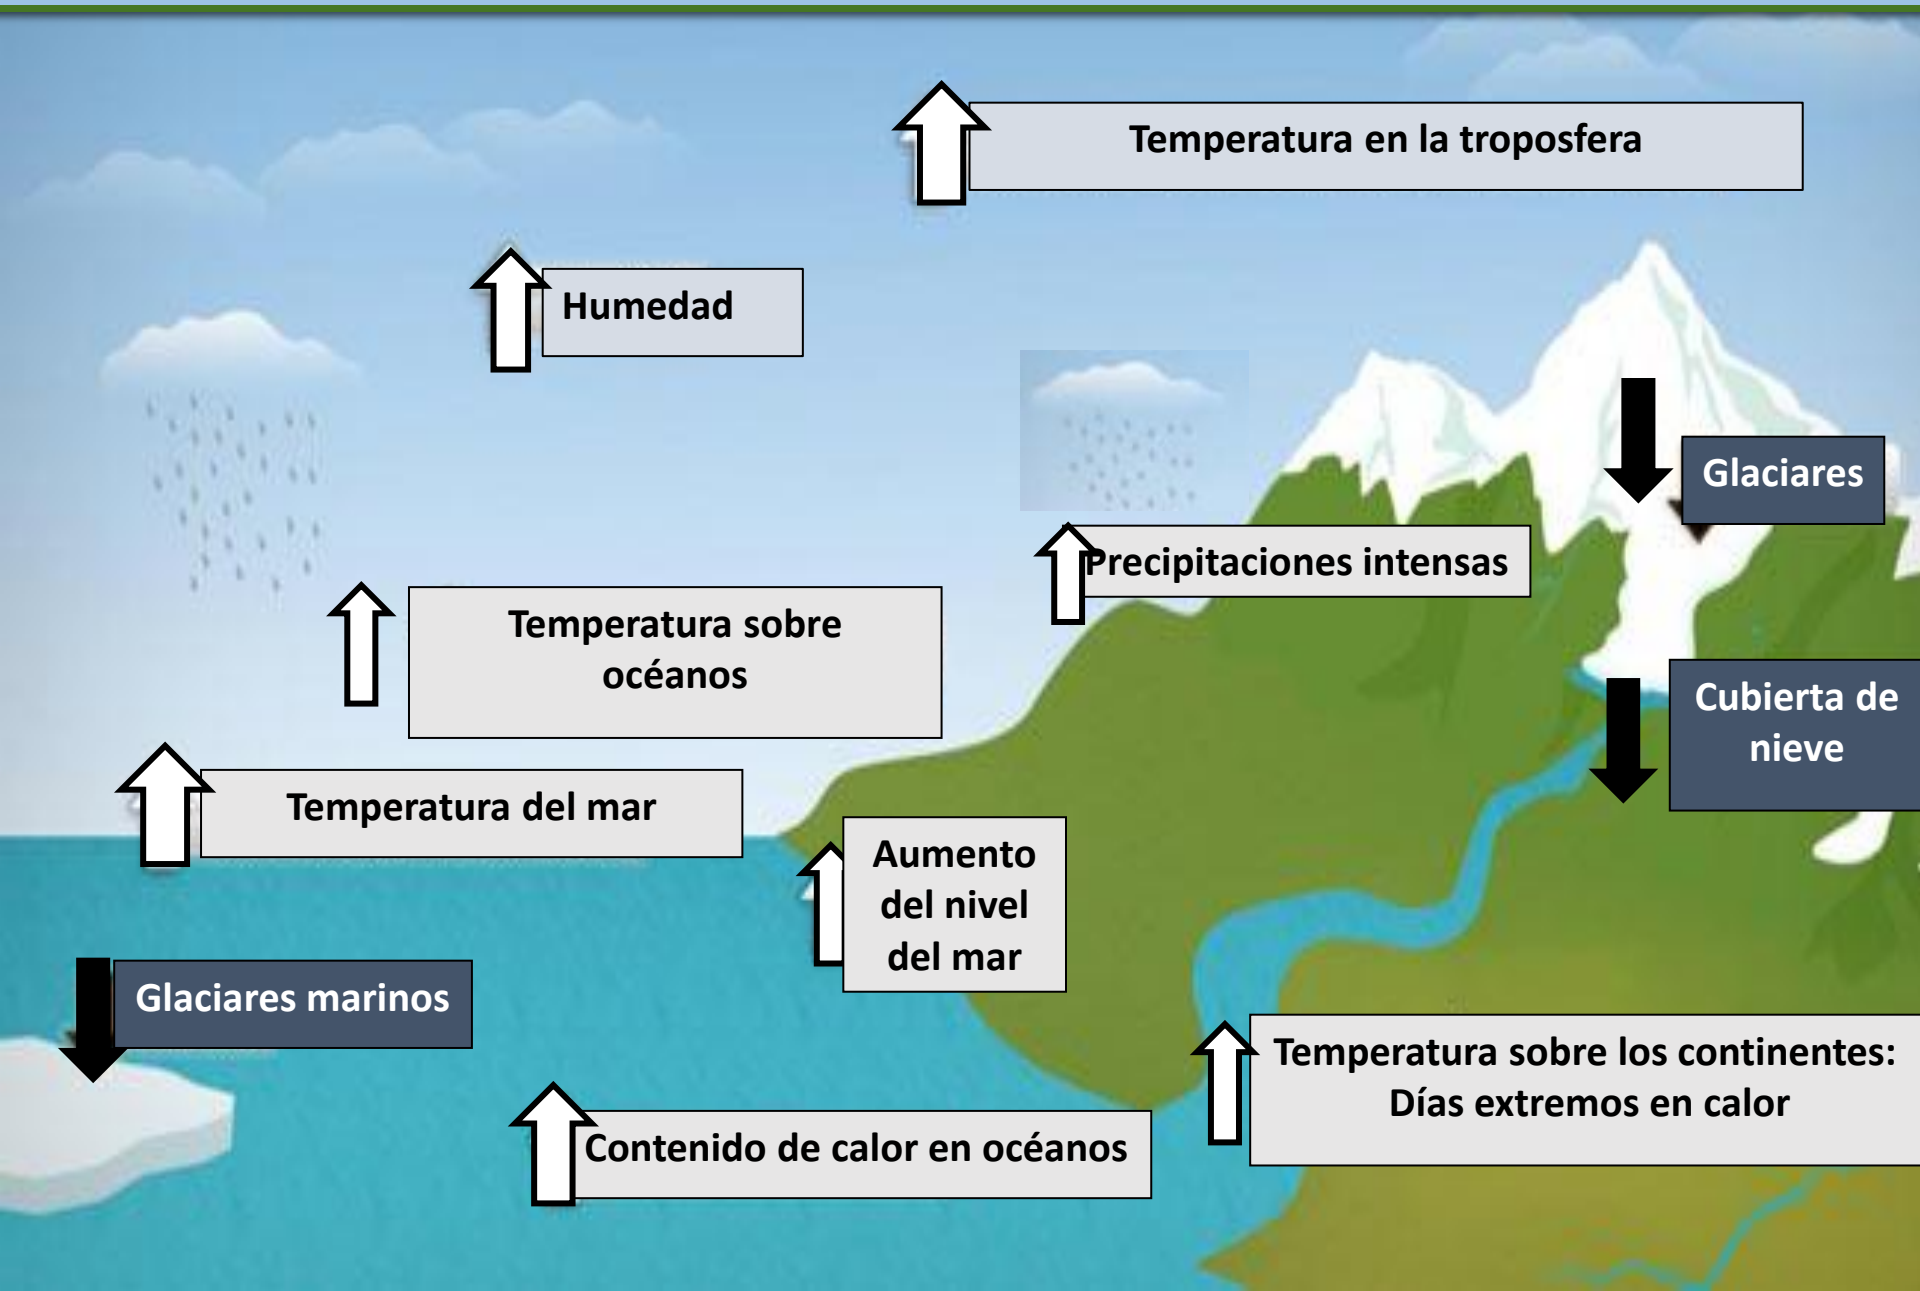 Temperatura en la troposfera
Humedad
Glaciares
Precipitaciones intensas
Temperatura sobre
océanos
Cubierta de
nieve
Temperatura del mar
Aumento
del nivel
del mar
Glaciares marinos
Temperatura sobre los continentes:
Días extremos en calor
Contenido de calor en océanos